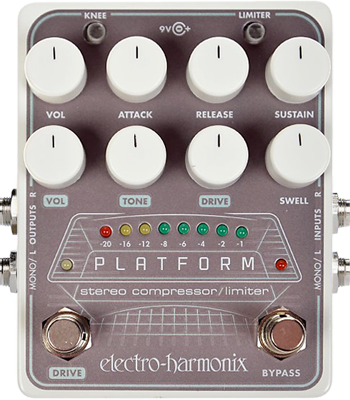 KNEE 9V LIMITER
VOL ATTACK RELEASE SUSTAIN
VOL TONE DRIVE SWELL
MONO/ L OUTPUTS R
MONO/ L INPUTS R
-20 -16 -12 -8 -6 -4 -2 -1
PLATFORM
stereo compressor/limiter
DRIVE electro-harmonix BYPASS